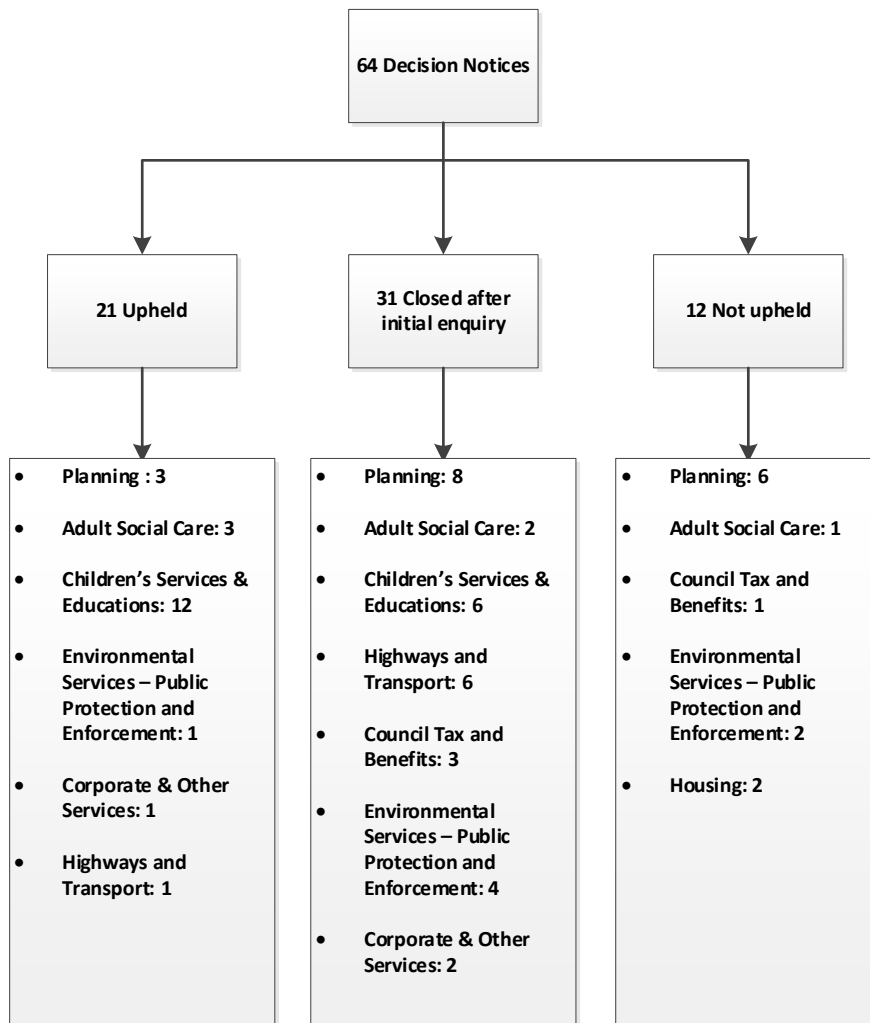 64 Decision Notices
21 Upheld
31 Closed after
initial enquiry
12 Not upheld
• Planning : 3
• Adult Social Care: 3
• Children’s Services &
Educations: 12
• Environmental
Services – Public
Protection and
Enforcement: 1
• Corporate & Other
Services: 1
• Highways and
Transport: 1
• Planning: 8
• Adult Social Care: 2
• Children’s Services &
Educations: 6
• Highways and
Transport: 6
• Council Tax and
Benefits: 3
• Environmental
Services – Public
Protection and
Enforcement: 4
• Corporate & Other
Services: 2
• Planning: 6
• Adult Social Care: 1
• Council Tax and
Benefits: 1
• Environmental
Services – Public
Protection and
Enforcement: 2
• Housing: 2